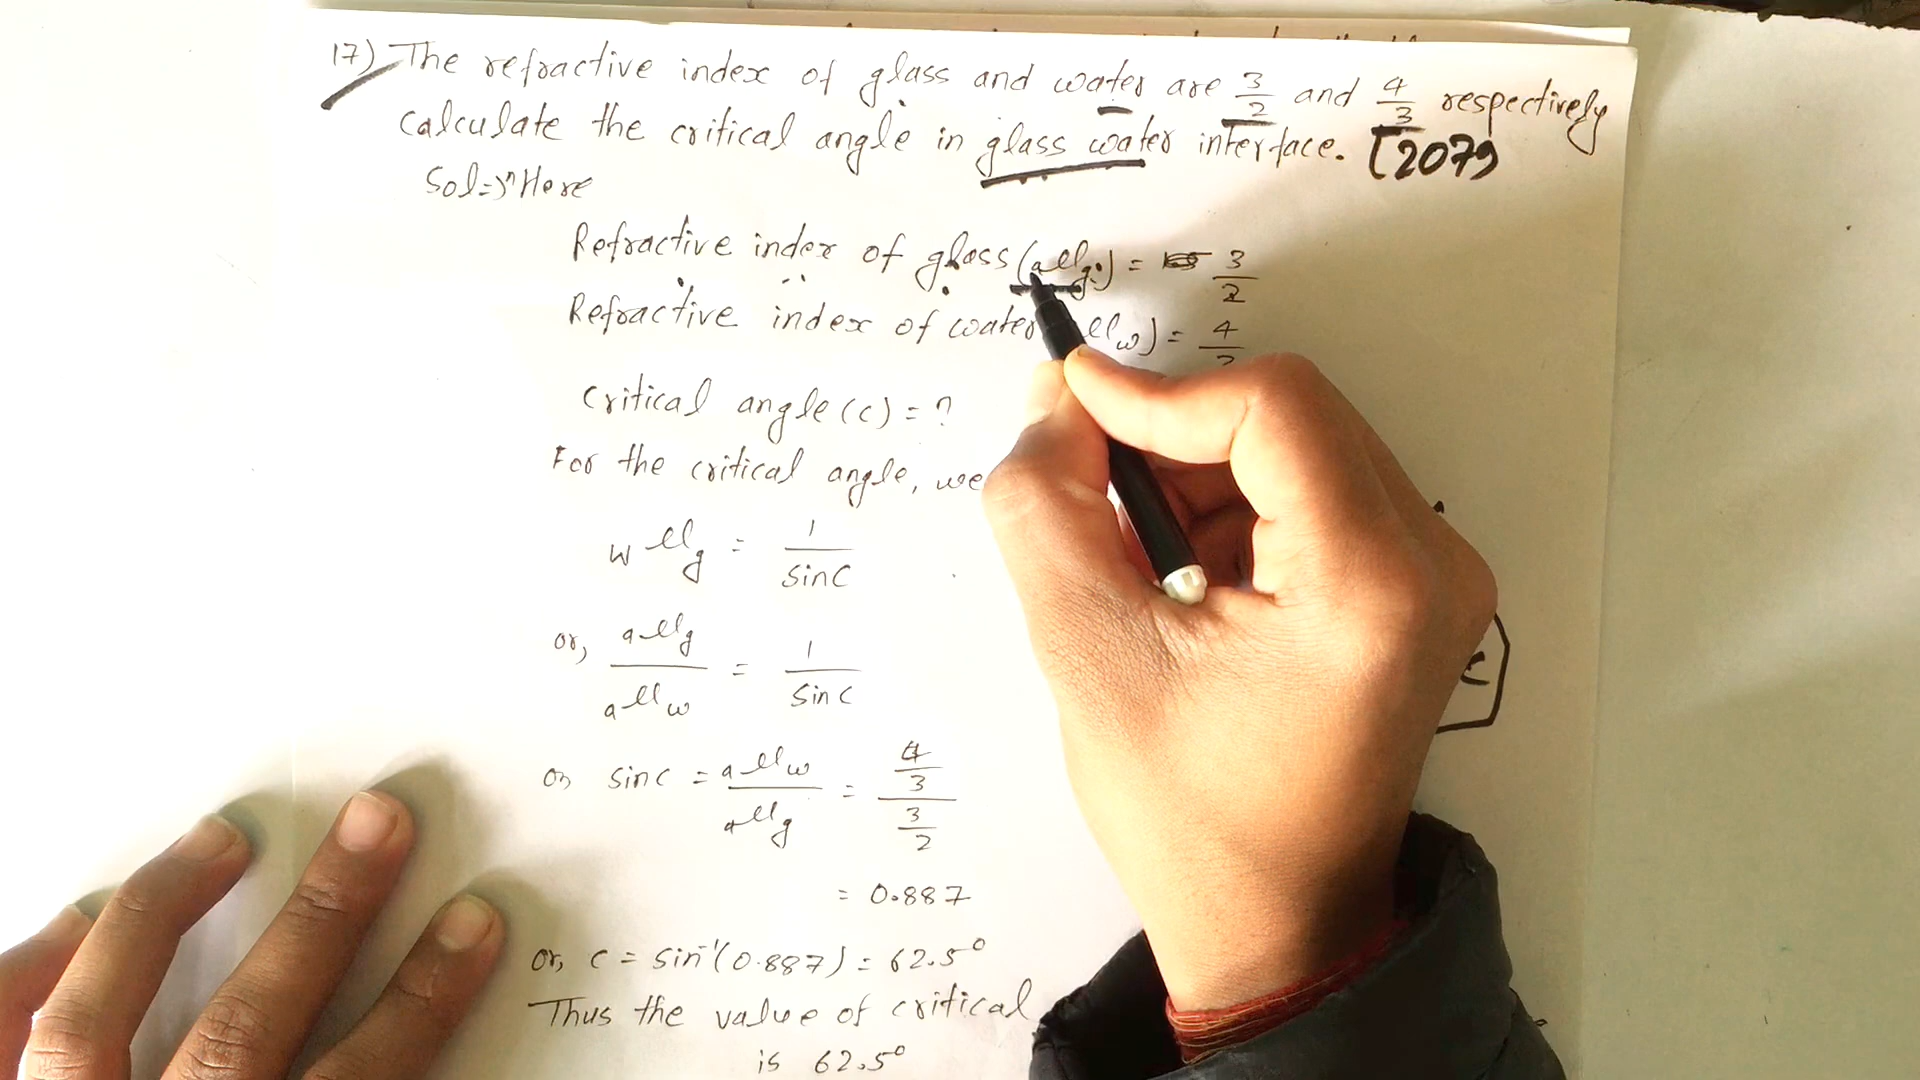 17) The refractive index of glass and water are 3/2 and 4/3 respectively
calculate the critical angle in glass water interface. [2079
Sol=>n Here
Refractive index of glass (aμg) = 3/2
Refractive index of water μw) = 4
Critical angle (c) = ?
For the critical angle, we
wμg = 1/sinC
or, aμg/aμw = 1/sin C
or sinc = aμw/aμg = 4/3 / 3/2
= 0.887
or, c = sin⁻¹(0.887) = 62.5°
Thus the value of critical
is 62.5°